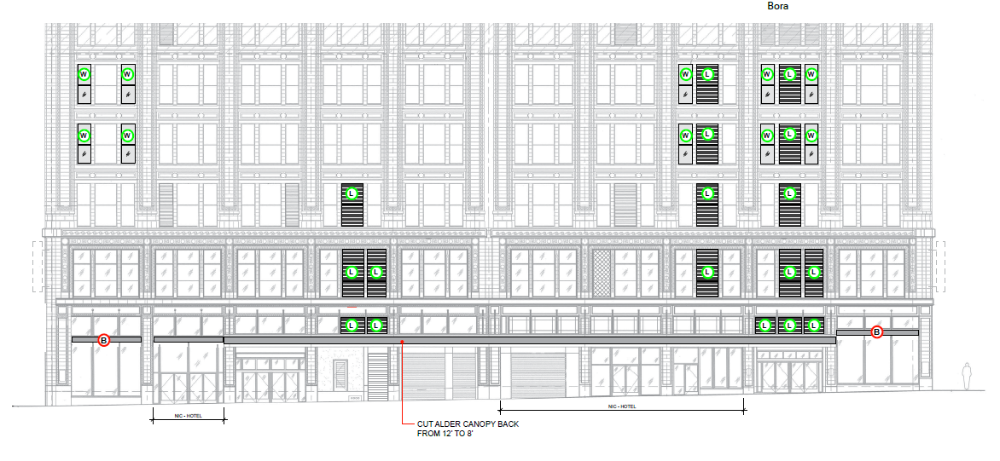 Bora
W W W L W L W
W W W L W L W
L L L
L L L L L
L L L L L
B B
NIC - HOTEL NIC - HOTEL
CUT ALDER CANOPY BACK
FROM 12' TO 8'